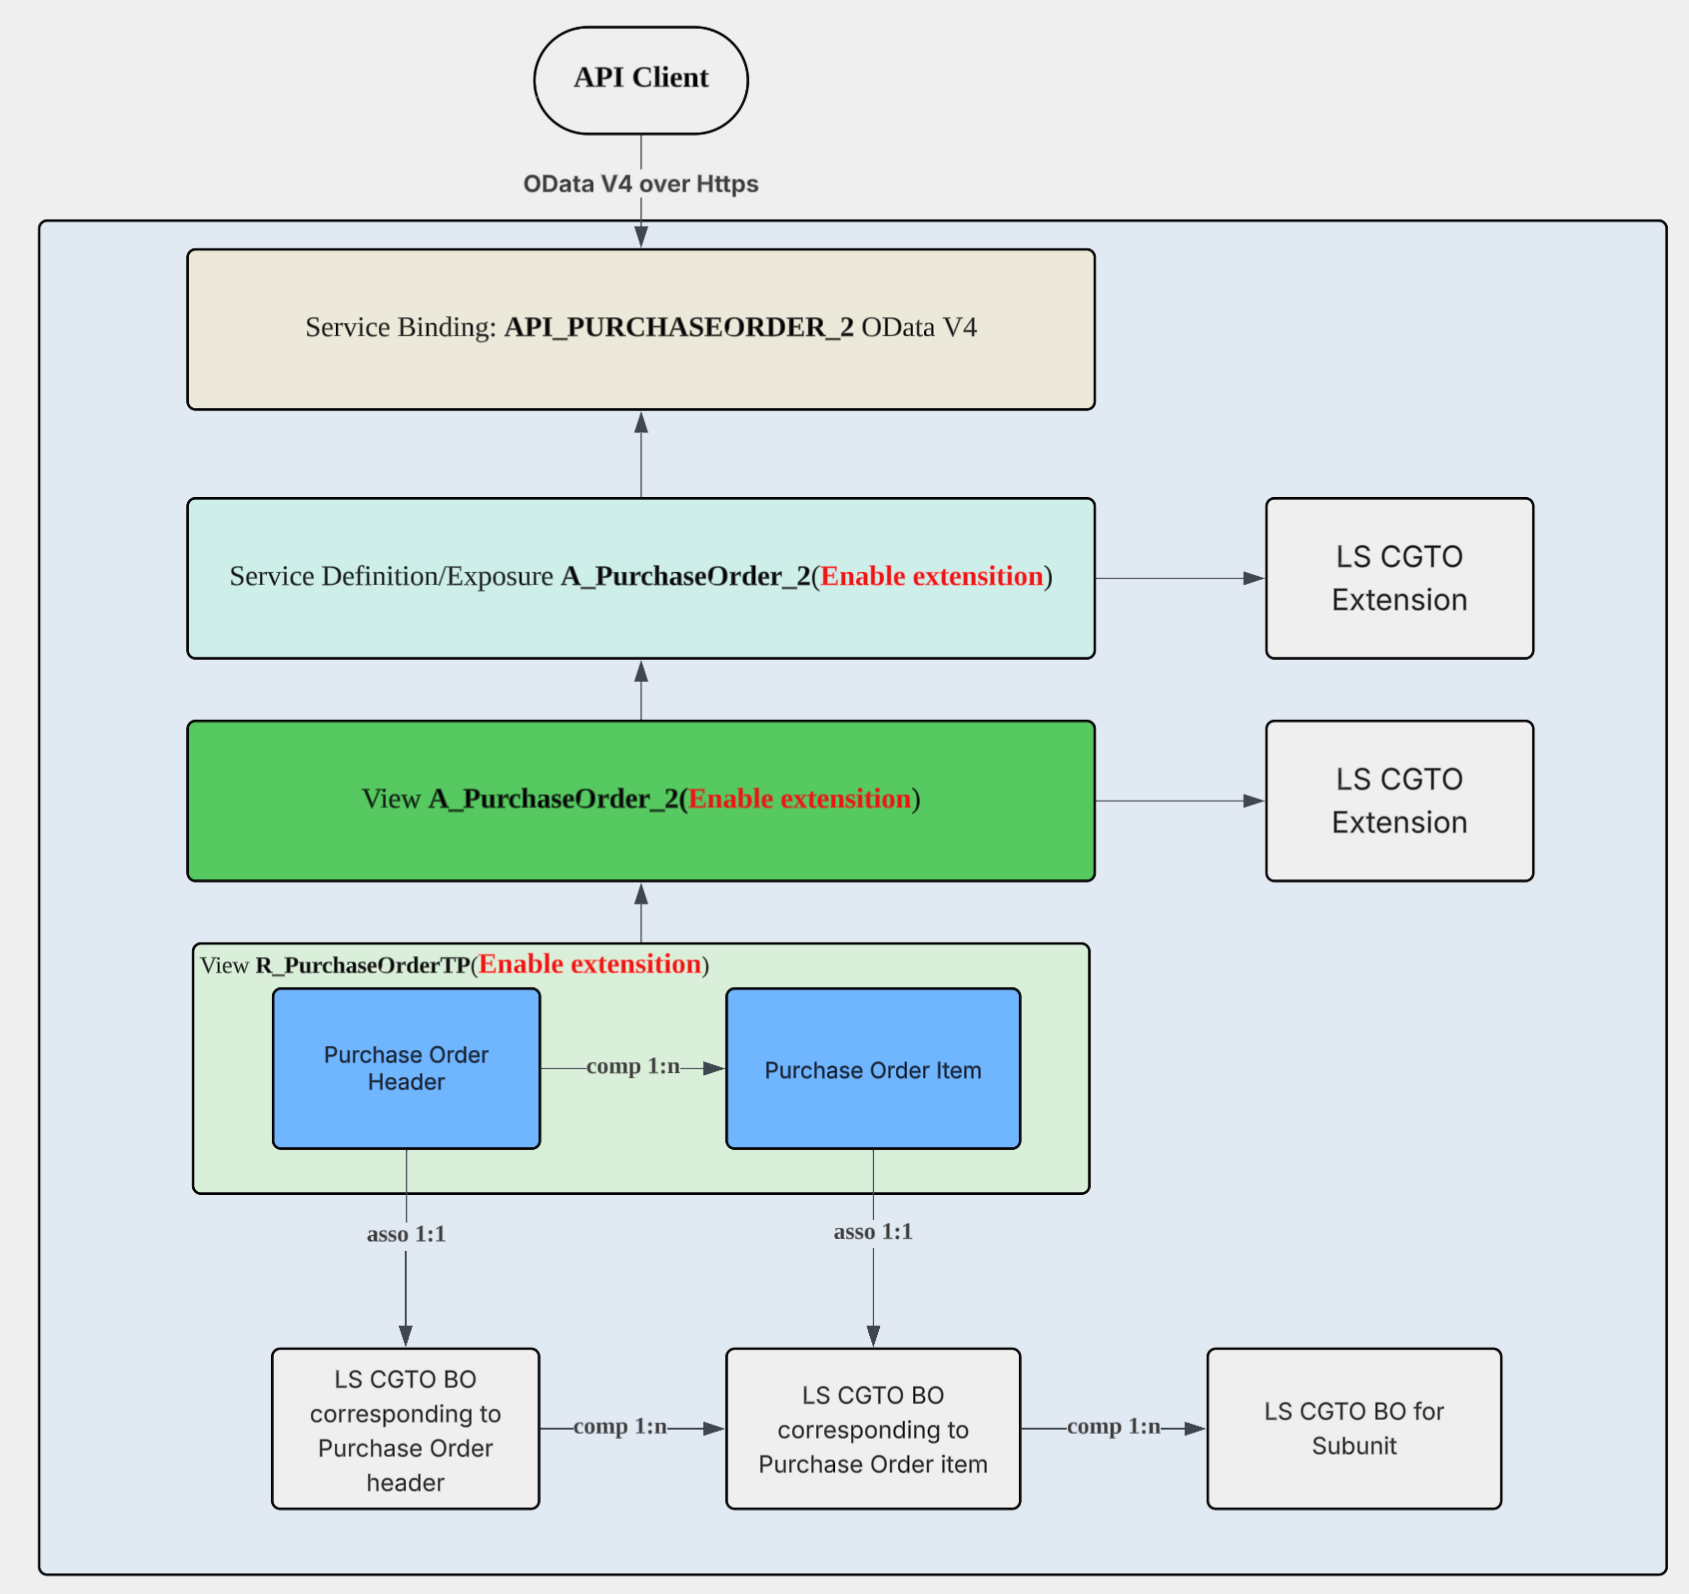 API Client
OData V4 over Https
Service Binding: API_PURCHASEORDER_2 OData V4
Service Definition/Exposure A_PurchaseOrder_2(Enable extensition)
LS CGTO
Extension
View A_PurchaseOrder_2(Enable extensition)
LS CGTO
Extension
View R_PurchaseOrderTP(Enable extensition)
Purchase Order
Header
comp 1:n
Purchase Order Item
asso 1:1
asso 1:1
LS CGTO BO
corresponding to
Purchase Order
header
comp 1:n
LS CGTO BO
corresponding to
Purchase Order item
comp 1:n
LS CGTO BO for
Subunit